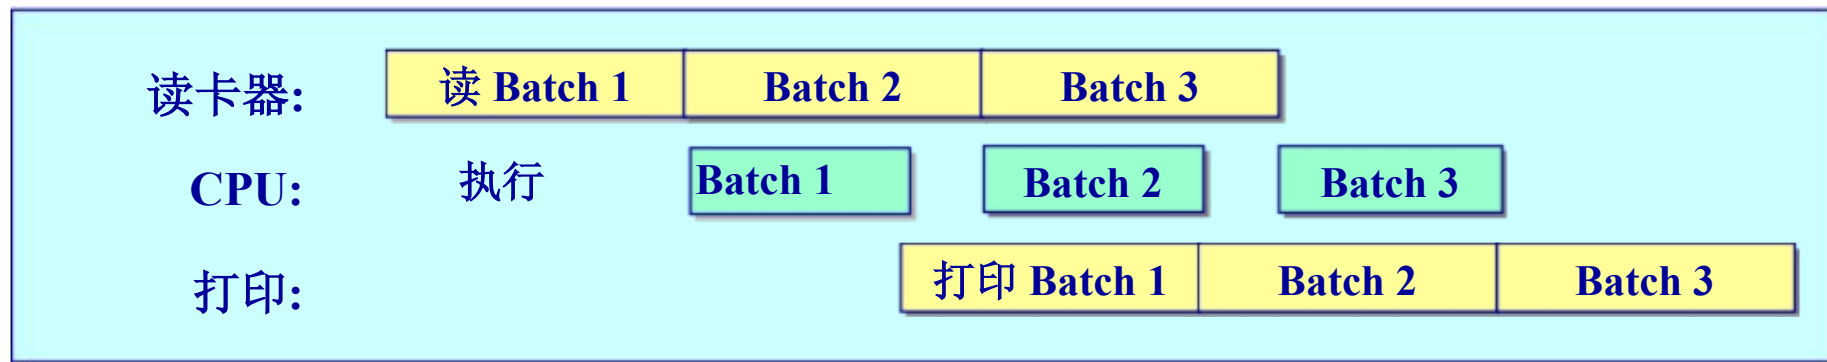 读卡器: 读 Batch 1 Batch 2 Batch 3
CPU: 执行 Batch 1 Batch 2 Batch 3
打印: 打印 Batch 1 Batch 2 Batch 3